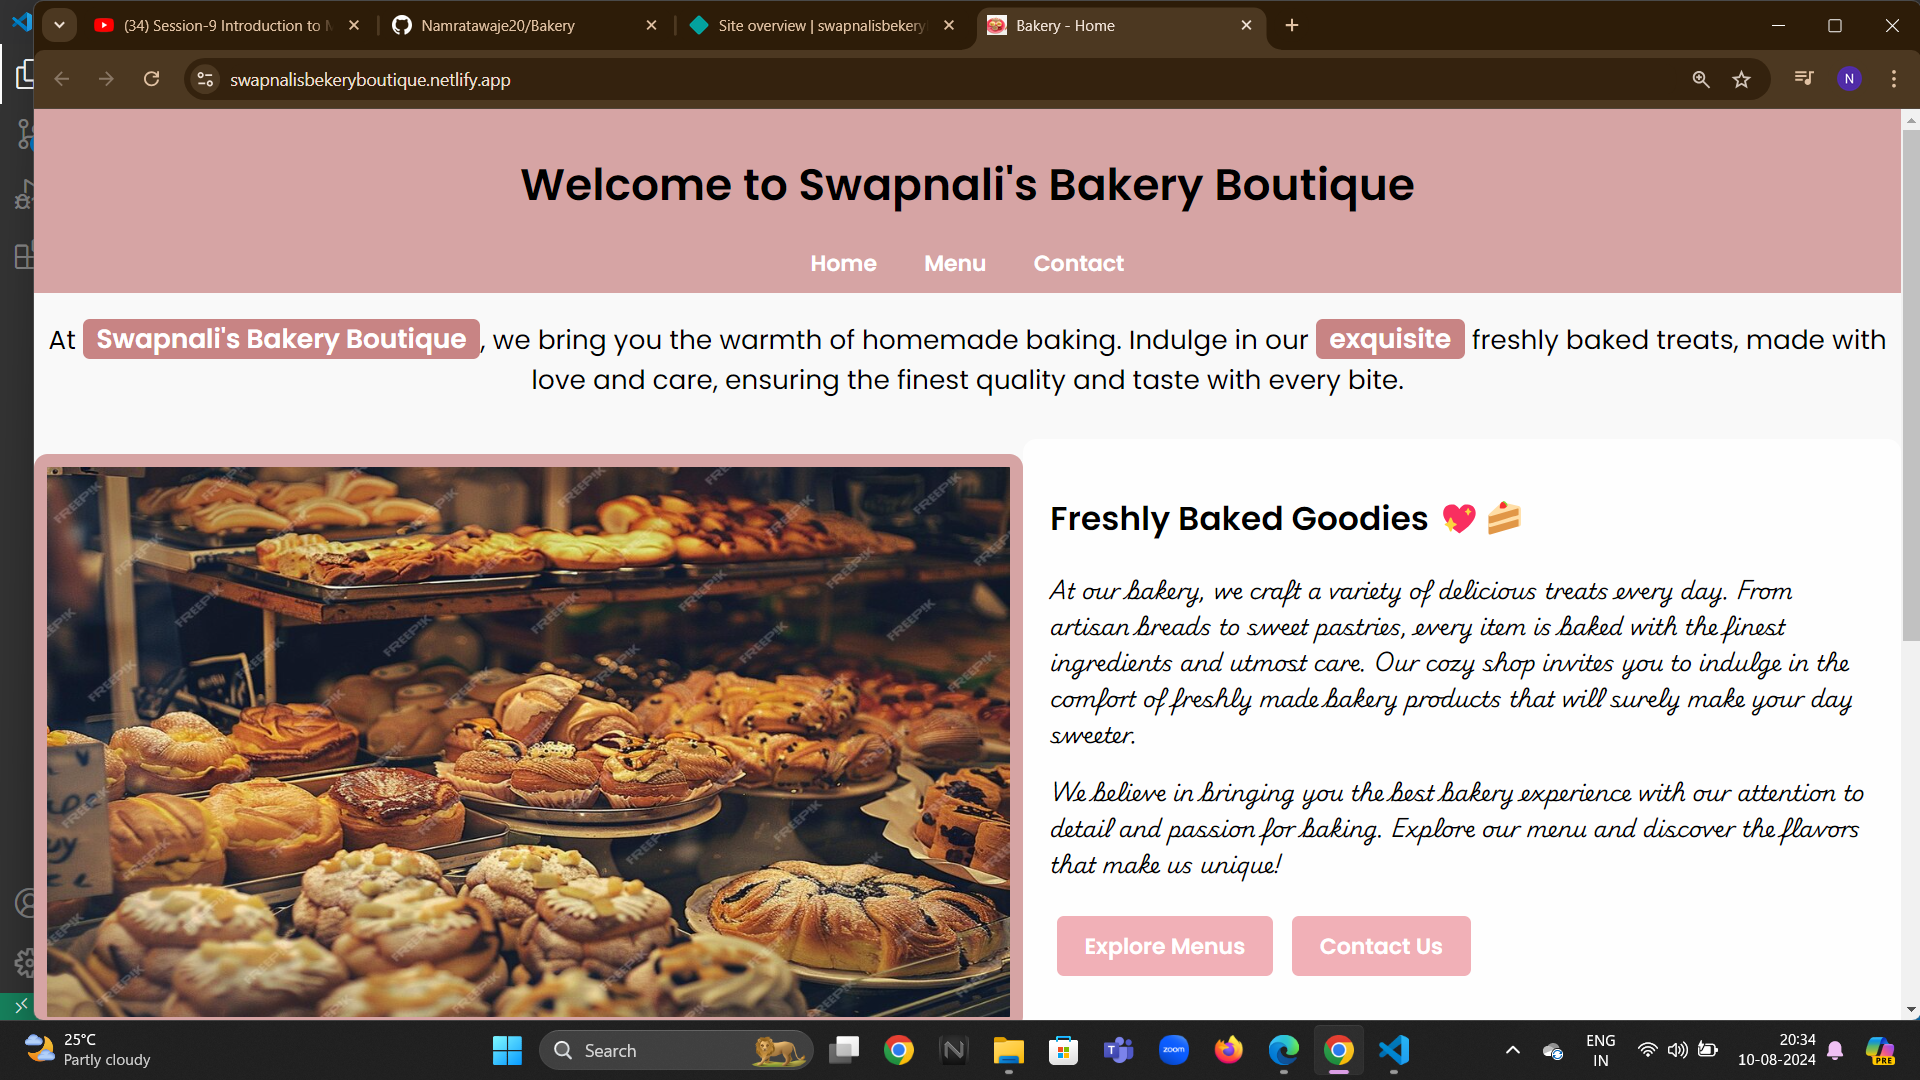 (34) Session-9 Introduction to
Namratawaje20/Bakery
Site overview | swapnalisbekery
Bakery - Home
swapnalisbekeryboutique.netlify.app
N
Welcome to Swapnali's Bakery Boutique
Home Menu Contact
At Swapnali's Bakery Boutique, we bring you the warmth of homemade baking. Indulge in our exquisite freshly baked treats, made with
love and care, ensuring the finest quality and taste with every bite.
FREEPIK
Freshly Baked Goodies 💖 🍰
At our bakery, we craft a variety of delicious treats every day. From
artisan breads to sweet pastries, every item is baked with the finest
ingredients and utmost care. Our cozy shop invites you to indulge in the
comfort of freshly made bakery products that will surely make your day
sweeter.
We believe in bringing you the best bakery experience with our attention to
detail and passion for baking. Explore our menu and discover the flavors
that make us unique!
Explore Menus Contact Us
25°C
Partly cloudy
Search
zoom
ENG
IN
20:34
10-08-2024
PRE